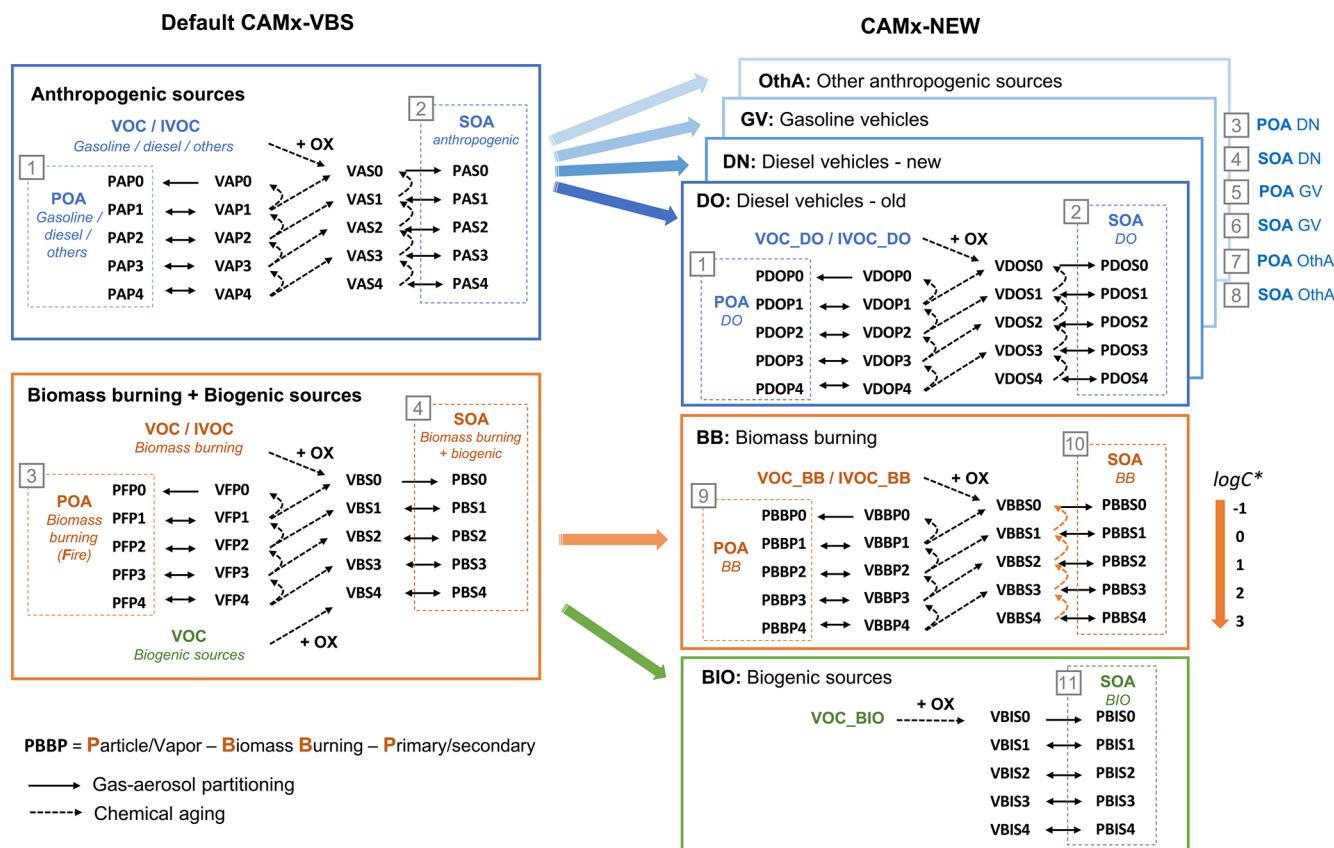 Default CAMx-VBS
CAMx-NEW
Anthropogenic sources
VOC / IVOC
Gasoline / diesel / others
+ OX
2
SOA
anthropogenic
1
POA
Gasoline /
diesel /
others
PAP0 VAP0 VAS0 PAS0
PAP1 VAP1 VAS1 PAS1
PAP2 VAP2 VAS2 PAS2
PAP3 VAP3 VAS3 PAS3
PAP4 VAP4 VAS4 PAS4
Biomass burning + Biogenic sources
VOC / IVOC
Biomass burning
+ OX
4
SOA
Biomass burning
+ biogenic
3
POA
Biomass
burning
(Fire)
PFP0 VFP0 VBS0 PBS0
PFP1 VFP1 VBS1 PBS1
PFP2 VFP2 VBS2 PBS2
PFP3 VFP3 VBS3 PBS3
PFP4 VFP4 VBS4 PBS4
VOC
Biogenic sources
+ OX
PBBP = Particle/Vapor – Biomass Burning – Primary/secondary
Gas-aerosol partitioning
Chemical aging
OthA: Other anthropogenic sources
GV: Gasoline vehicles
DN: Diesel vehicles - new
DO: Diesel vehicles - old
VOC_DO / IVOC_DO
+ OX
2
SOA
DO
1
POA
DO
PDOP0 VDOP0 VDOS0 PDOS0
PDOP1 VDOP1 VDOS1 PDOS1
PDOP2 VDOP2 VDOS2 PDOS2
PDOP3 VDOP3 VDOS3 PDOS3
PDOP4 VDOP4 VDOS4 PDOS4
3 POA DN
4 SOA DN
5 POA GV
6 SOA GV
7 POA OthA
8 SOA OthA
BB: Biomass burning
VOC_BB / IVOC_BB
+ OX
10
SOA
BB
9
POA
BB
PBBP0 VBBP0 VBBS0 PBBS0
PBBP1 VBBP1 VBBS1 PBBS1
PBBP2 VBBP2 VBBS2 PBBS2
PBBP3 VBBP3 VBBS3 PBBS3
PBBP4 VBBP4 VBBS4 PBBS4
logC*
-1
0
1
2
3
BIO: Biogenic sources
VOC_BIO
+ OX
11
SOA
BIO
VBIS0 PBIS0
VBIS1 PBIS1
VBIS2 PBIS2
VBIS3 PBIS3
VBIS4 PBIS4